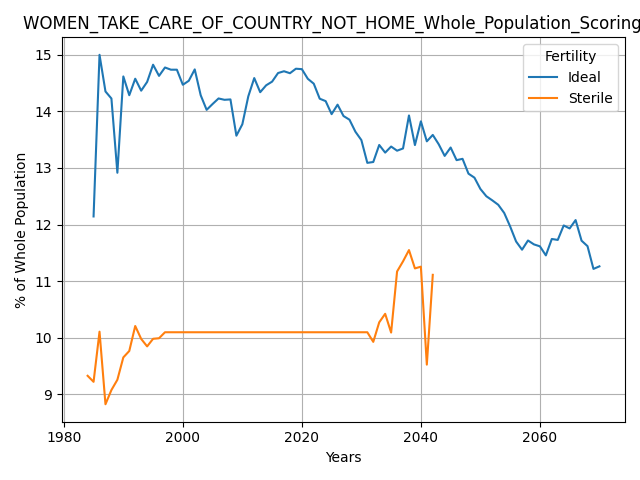 WOMEN_TAKE_CARE_OF_COUNTRY_NOT_HOME_Whole_Population_Scoring
Fertility
Ideal
Sterile
15
14
13
12
11
10
9
% of Whole Population
1980
2000
2020
2040
2060
Years